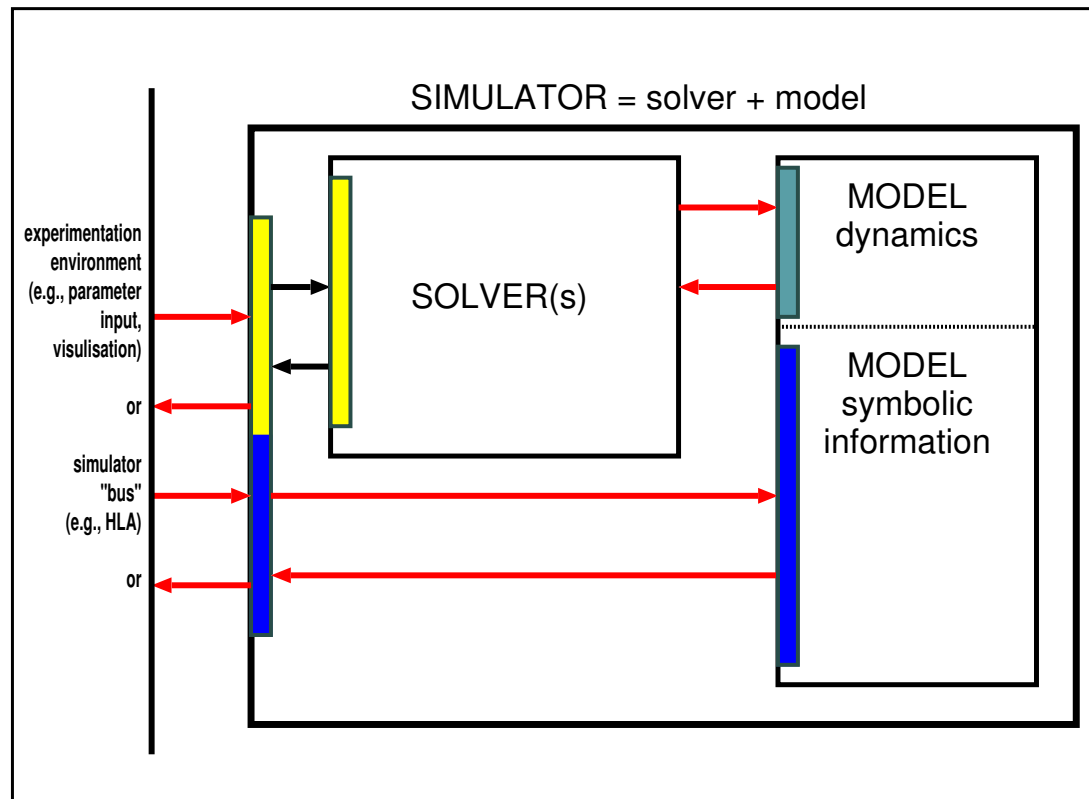 SIMULATOR = solver + model
experimentation
environment
(e.g., parameter
input,
visulisation)
or
simulator
"bus"
(e.g., HLA)
or
SOLVER(s)
MODEL
dynamics
MODEL
symbolic
information